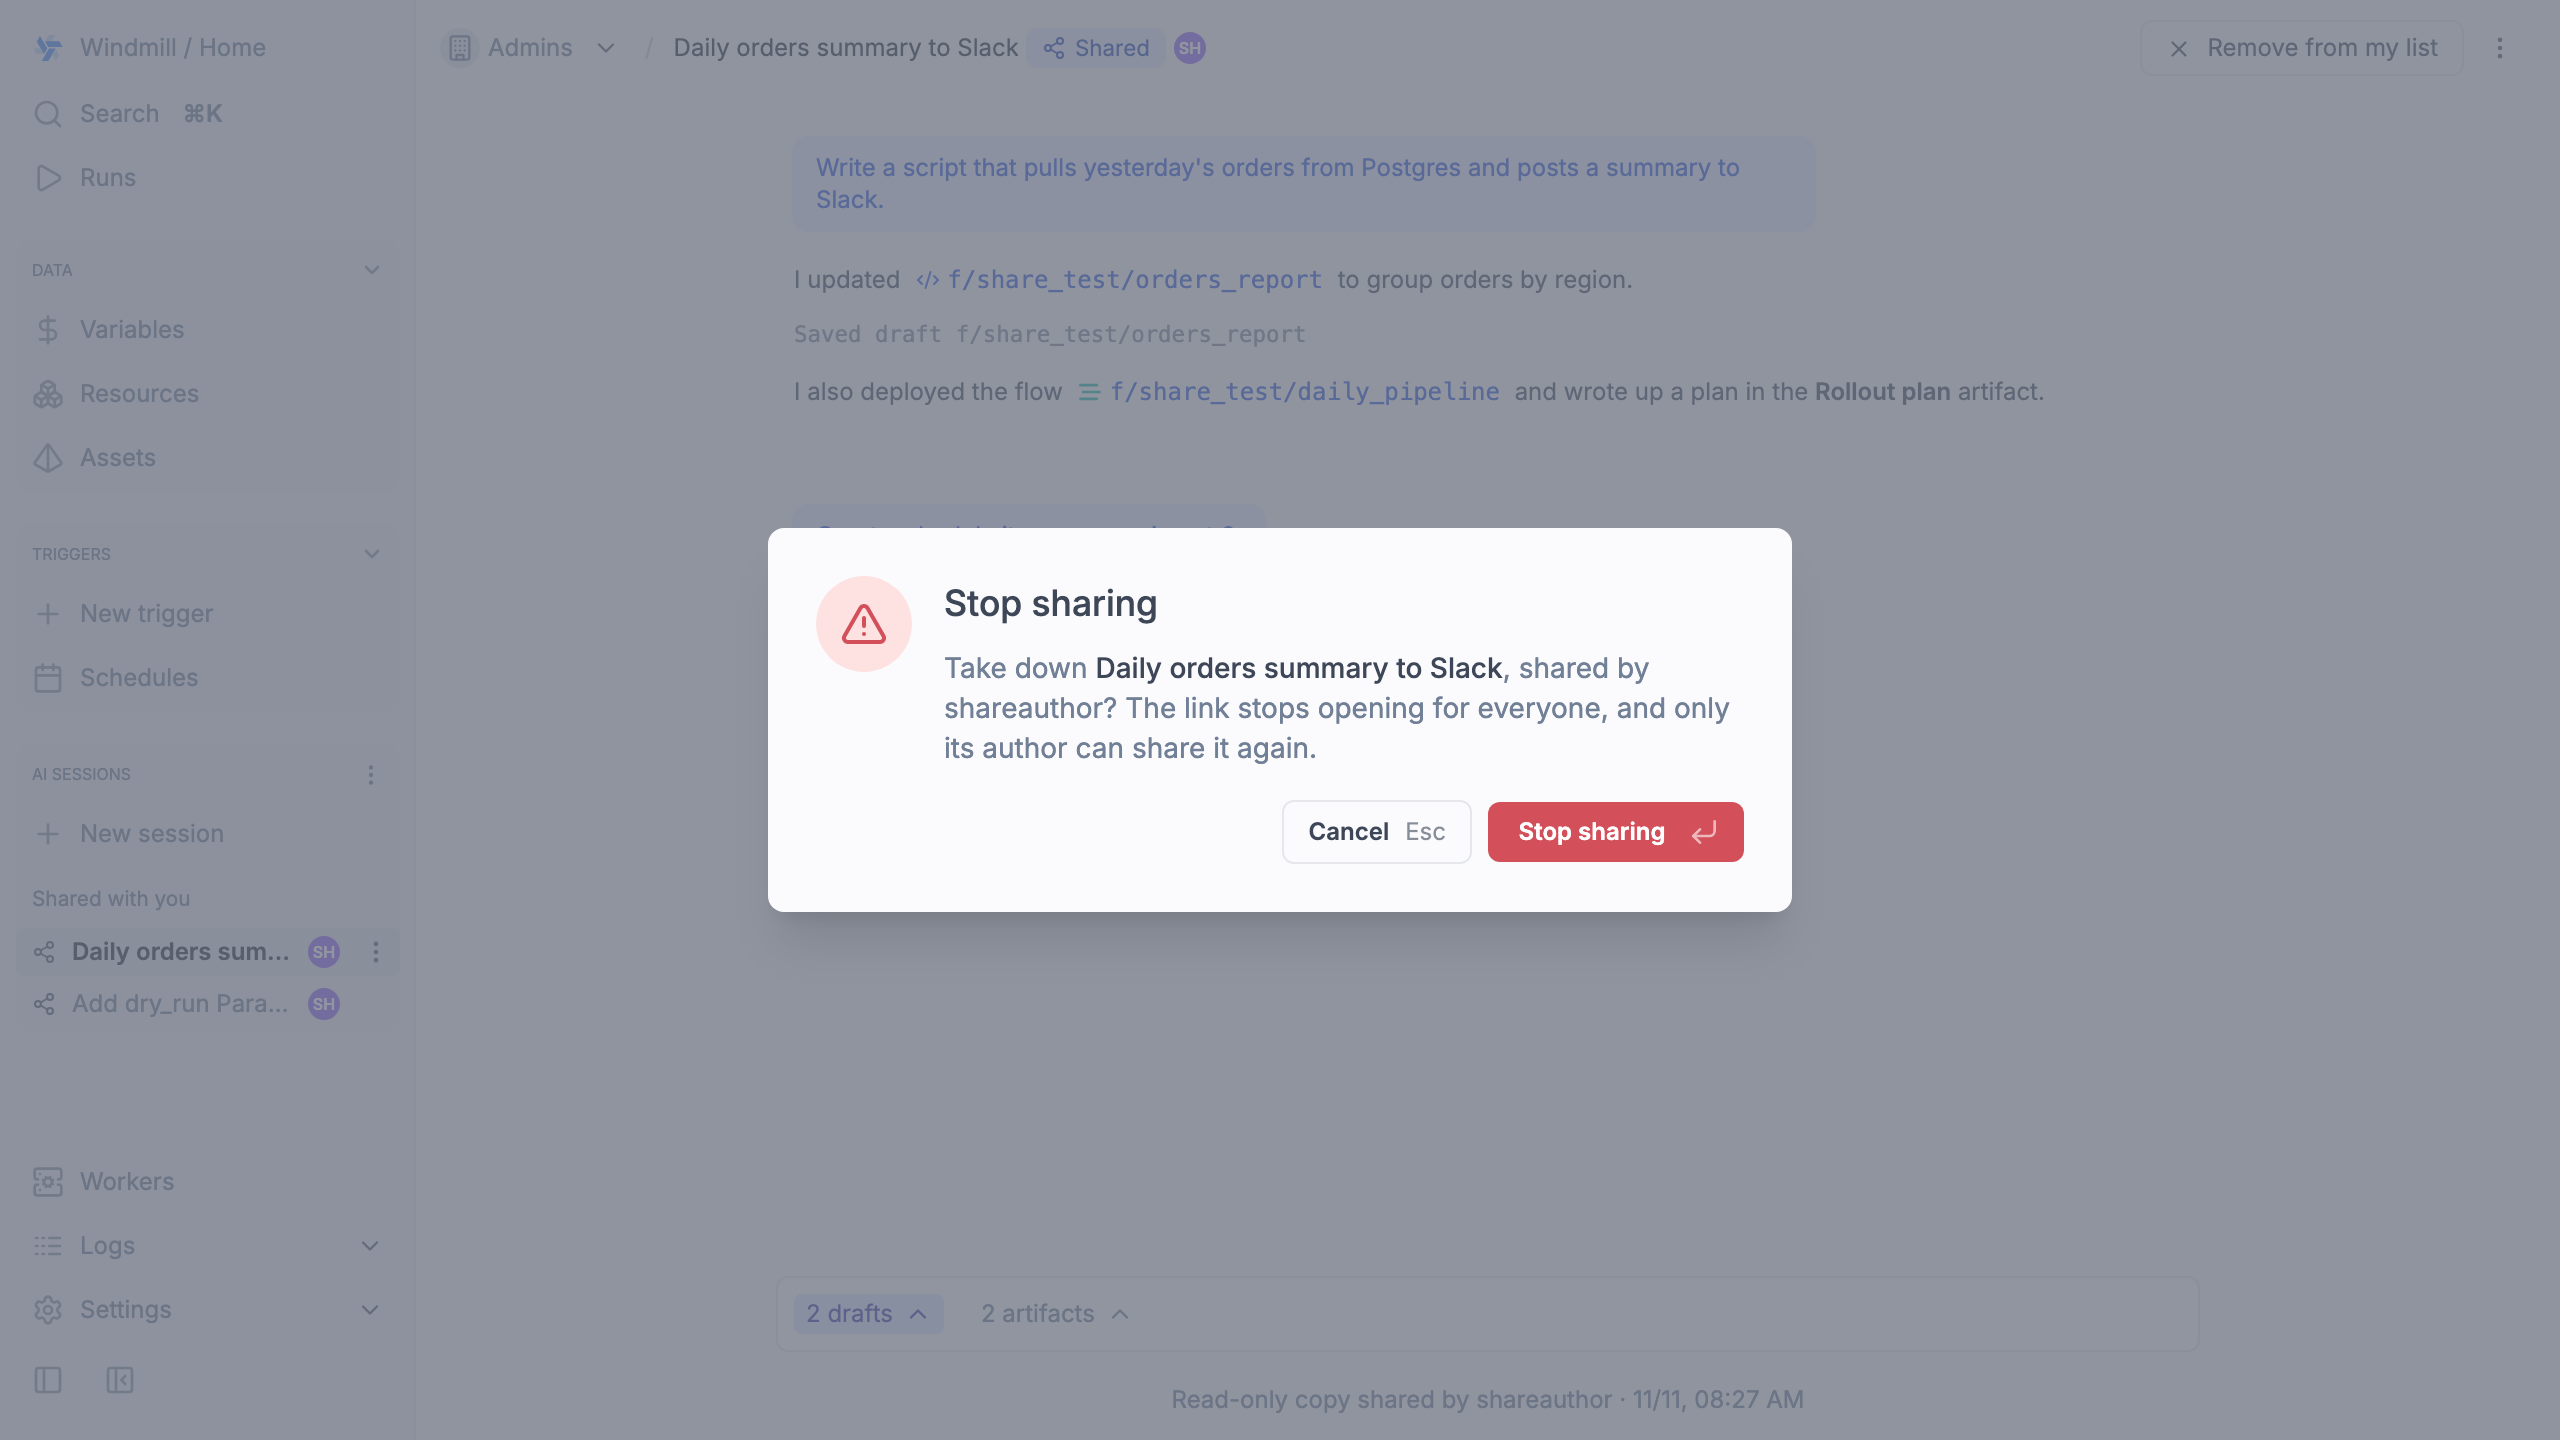 Windmill / Home
Search ⌘K
Runs
DATA
Variables
Resources
Assets
TRIGGERS
New trigger
Schedules
AI SESSIONS
New session
Shared with you
Daily orders sum... SH
Add dry_run Para... SH
Workers
Logs
Settings
Admins / Daily orders summary to Slack Shared SH
Remove from my list
Write a script that pulls yesterday's orders from Postgres and posts a summary to
Slack.
I updated </> f/share_test/orders_report to group orders by region.
Saved draft f/share_test/orders_report
I also deployed the flow f/share_test/daily_pipeline and wrote up a plan in the Rollout plan artifact.
Stop sharing
Take down Daily orders summary to Slack, shared by
shareauthor? The link stops opening for everyone, and only
its author can share it again.
Cancel Esc
Stop sharing
2 drafts
2 artifacts
Read-only copy shared by shareauthor · 11/11, 08:27 AM